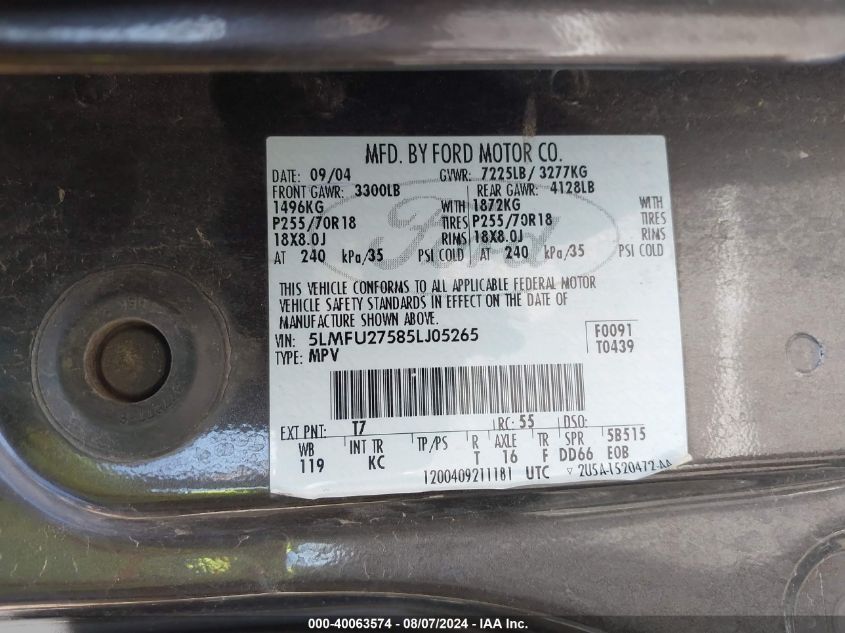 MFD. BY FORD MOTOR CO.
DATE: 09/04 GVWR: 7225LB/ 3277KG
FRONT GAWR: 3300LB REAR GAWR: 4128LB
1496KG WITH 1872KG WITH
P255/70R18 TIRES P255/70R18 TIRES
18X8.0J RIMS 18X8.0J RIMS
AT 240 kPa/35 PSI COLD AT 240 kPa/35 PSI COLD
Ford
THIS VEHICLE CONFORMS TO ALL APPLICABLE FEDERAL MOTOR
VEHICLE SAFETY STANDARDS IN EFFECT ON THE DATE OF
MANUFACTURE SHOWN ABOVE.
VIN: 5LMFU27585LJ05265 F0091
TYPE: MPV T0439
EXT PNT: T7 RC: 55 DSO:
WB INT TR TP/PS R AXLE TR SPR 5B515
119 KC T 16 F DD66 EOB
1200409211181 UTC ▽ 2U5A-1520472-AA
000-40063574 - 08/07/2024 - IAAI.com